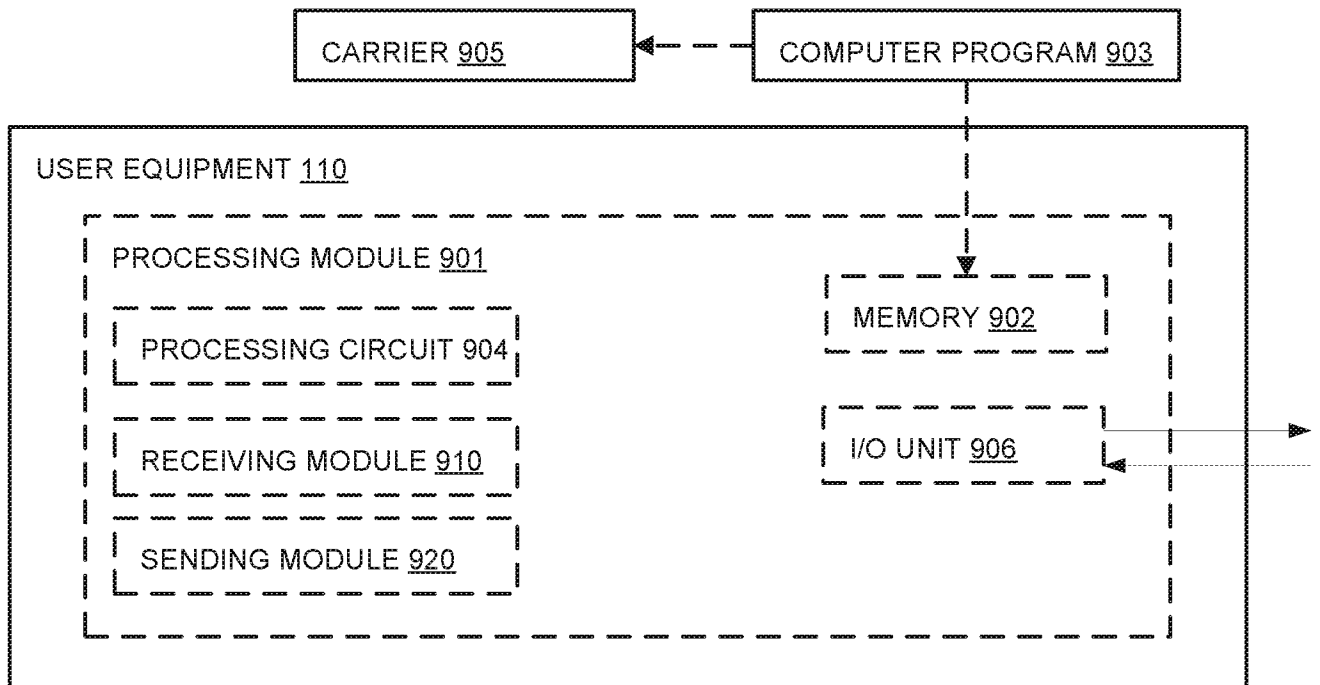 CARRIER 905
COMPUTER PROGRAM 903
USER EQUIPMENT 110
PROCESSING MODULE 901
MEMORY 902
PROCESSING CIRCUIT 904
I/O UNIT 906
RECEIVING MODULE 910
SENDING MODULE 920